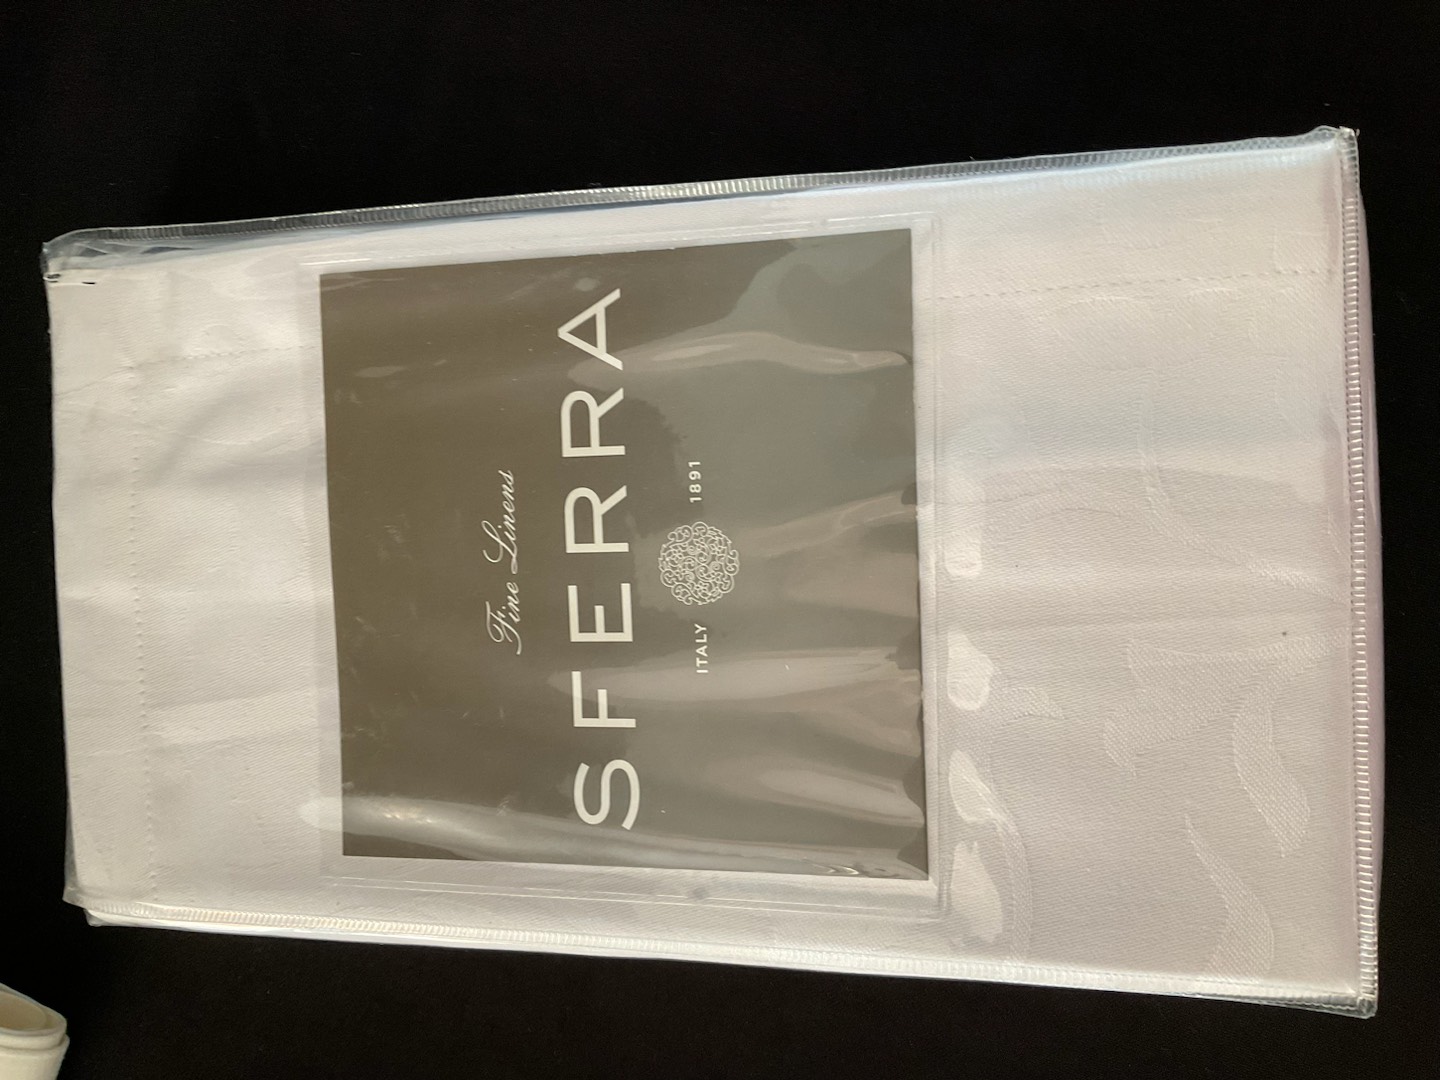 Fine Linens
SFERRA
ITALY 1891